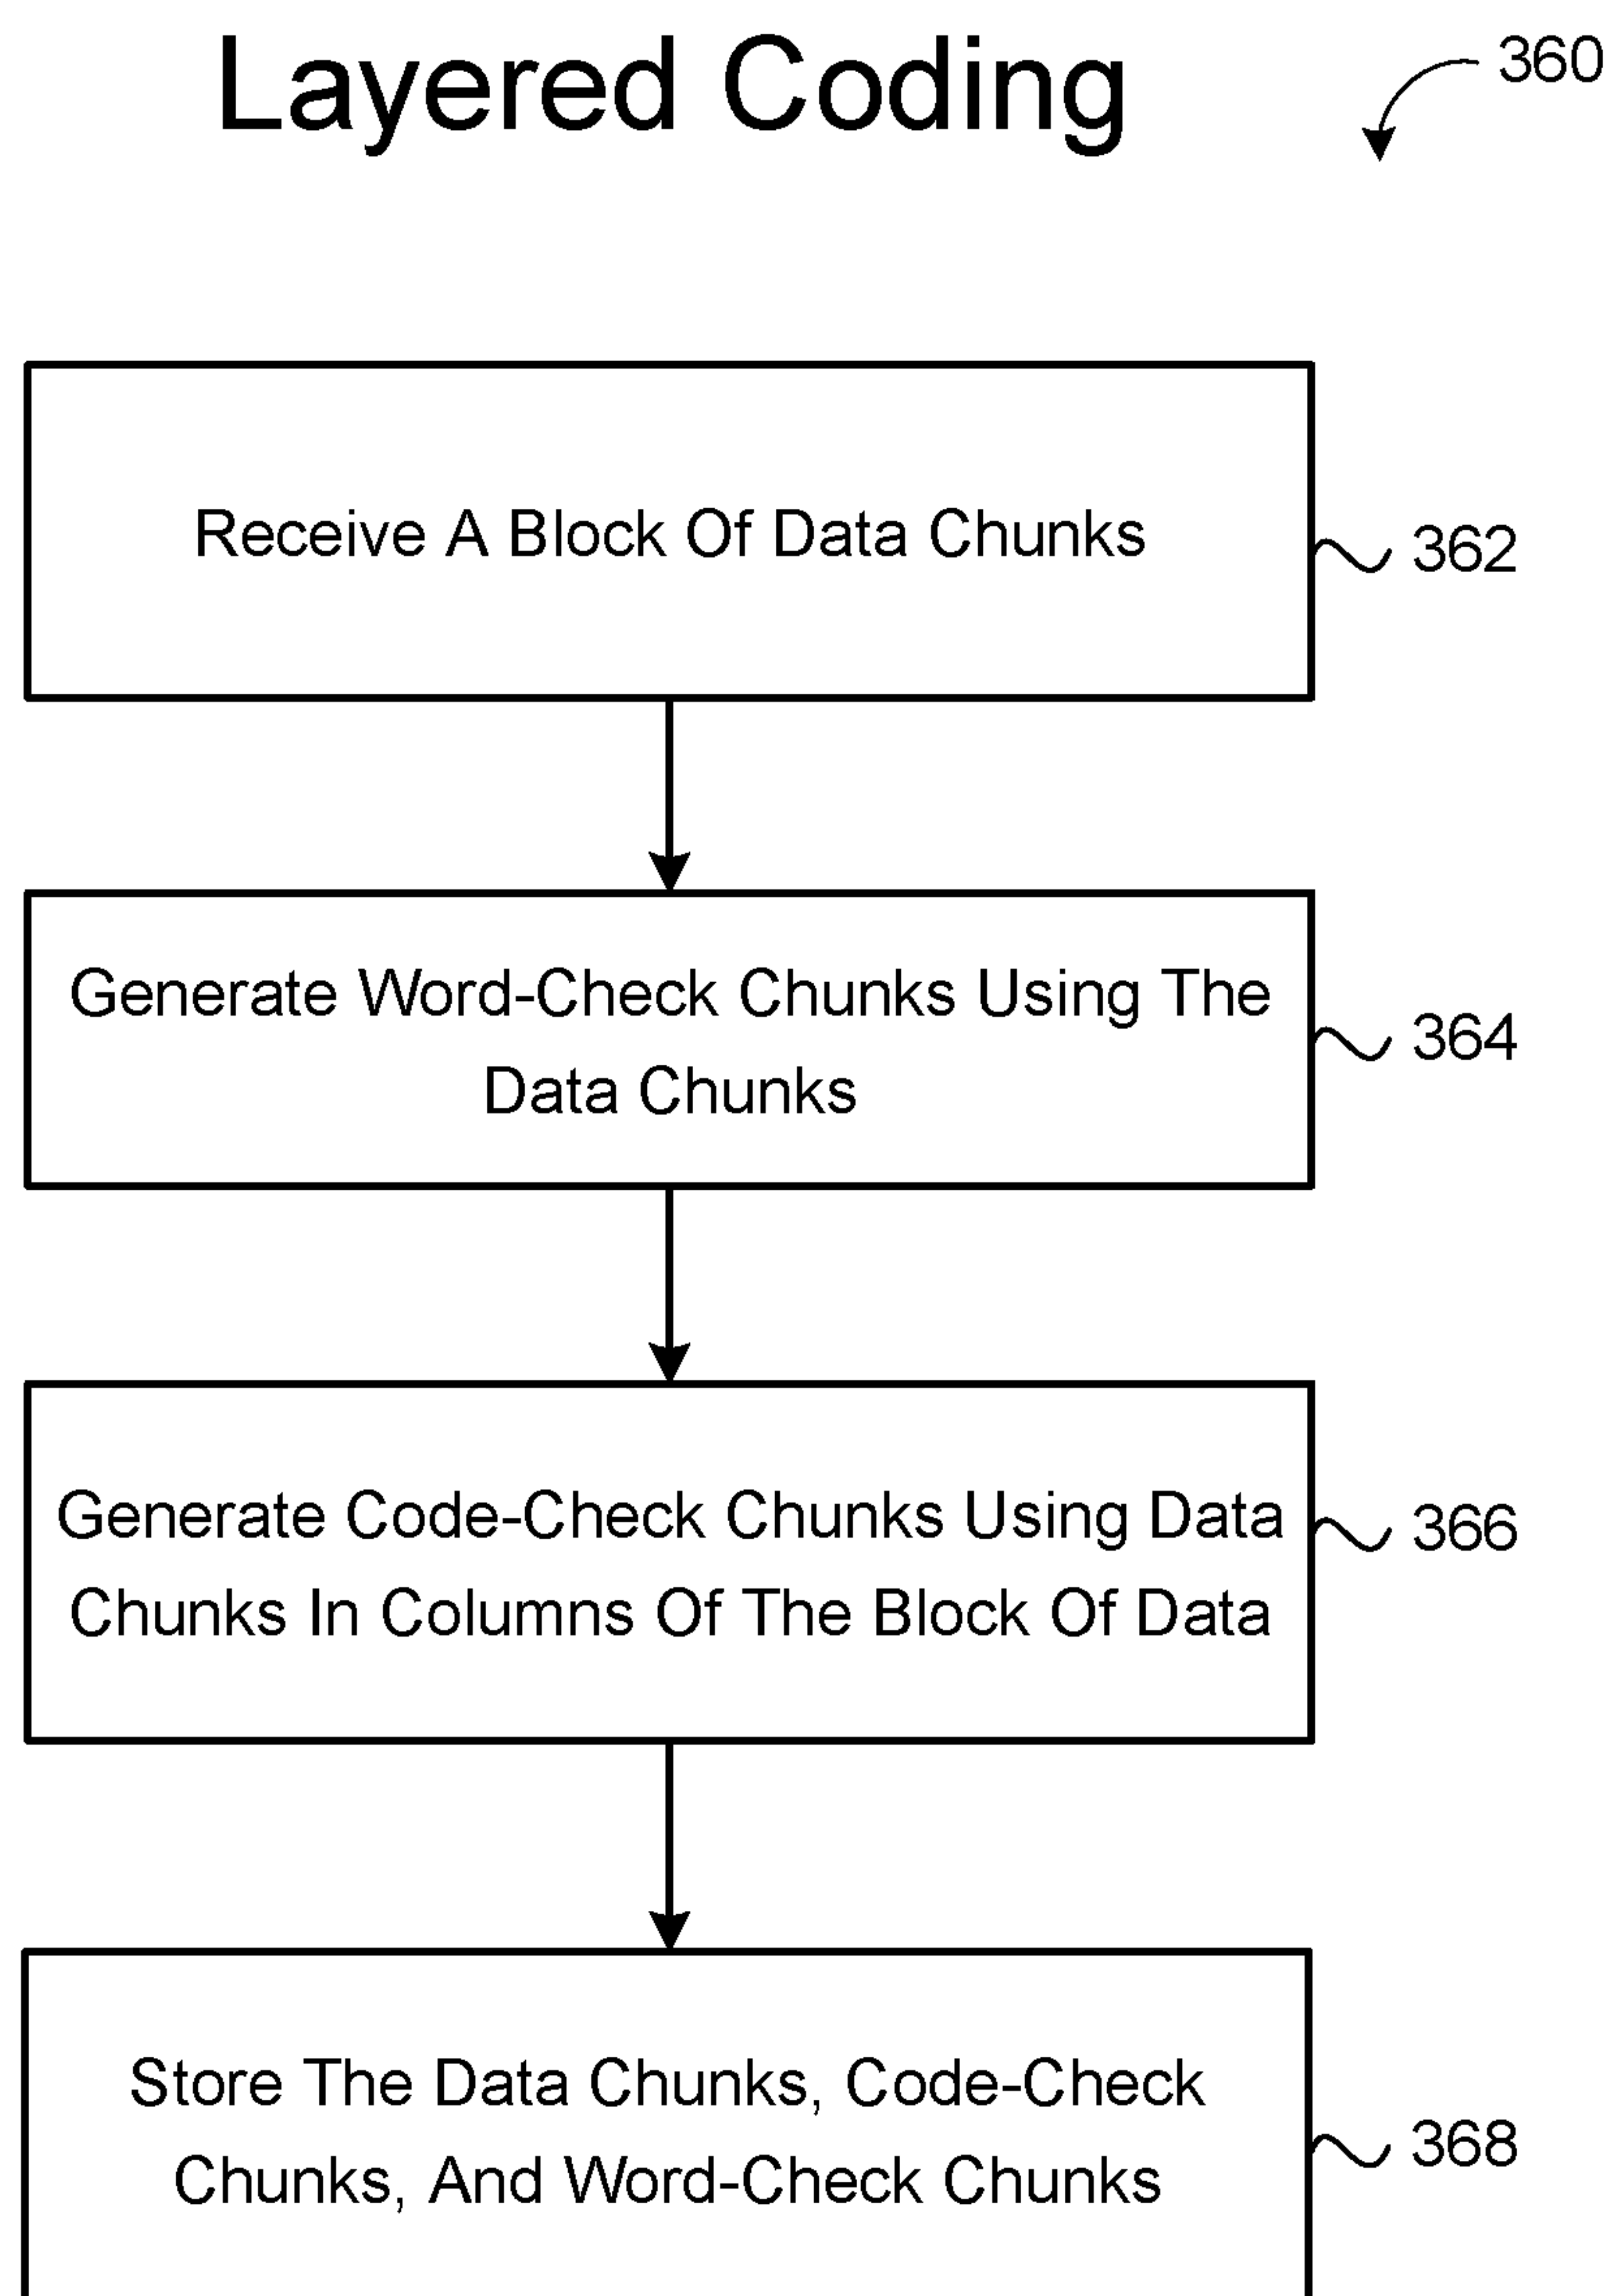 Layered Coding
360
Receive A Block Of Data Chunks
362
Generate Word-Check Chunks Using The
Data Chunks
364
Generate Code-Check Chunks Using Data
Chunks In Columns Of The Block Of Data
366
Store The Data Chunks, Code-Check
Chunks, And Word-Check Chunks
368